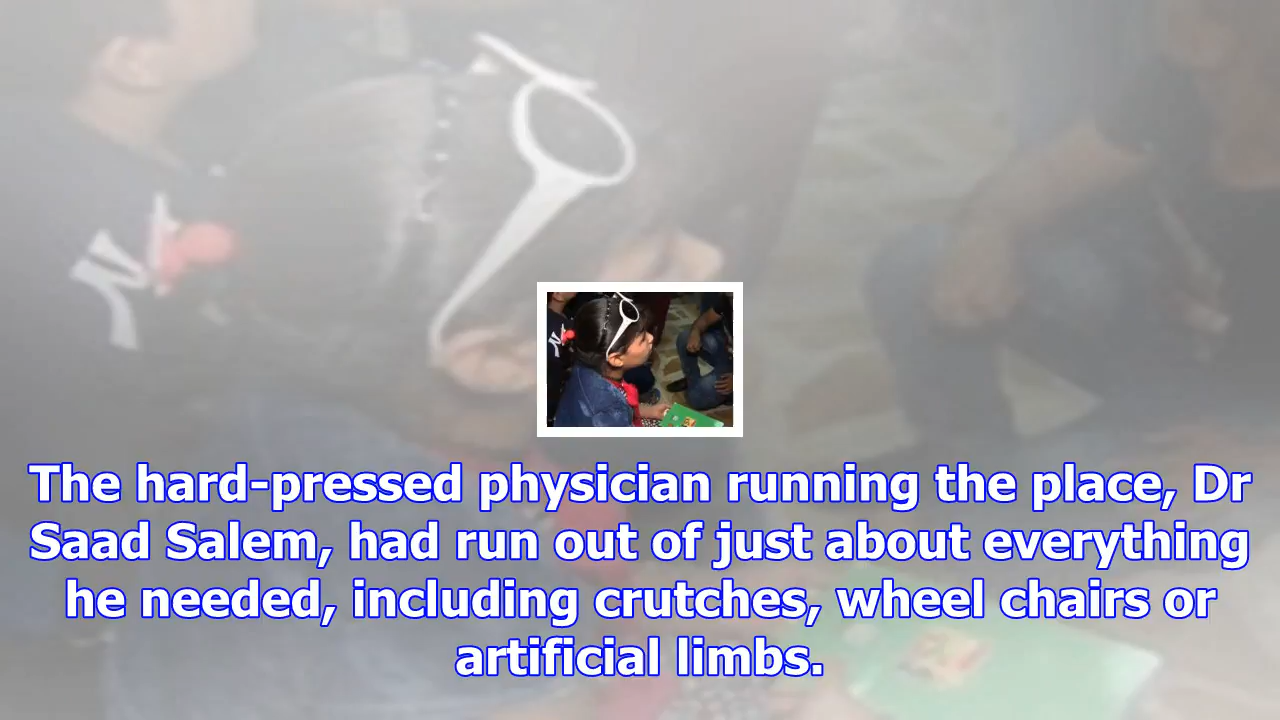 The hard-pressed physician running the place, Dr
Saad Salem, had run out of just about everything
he needed, including crutches, wheel chairs or
artificial limbs.